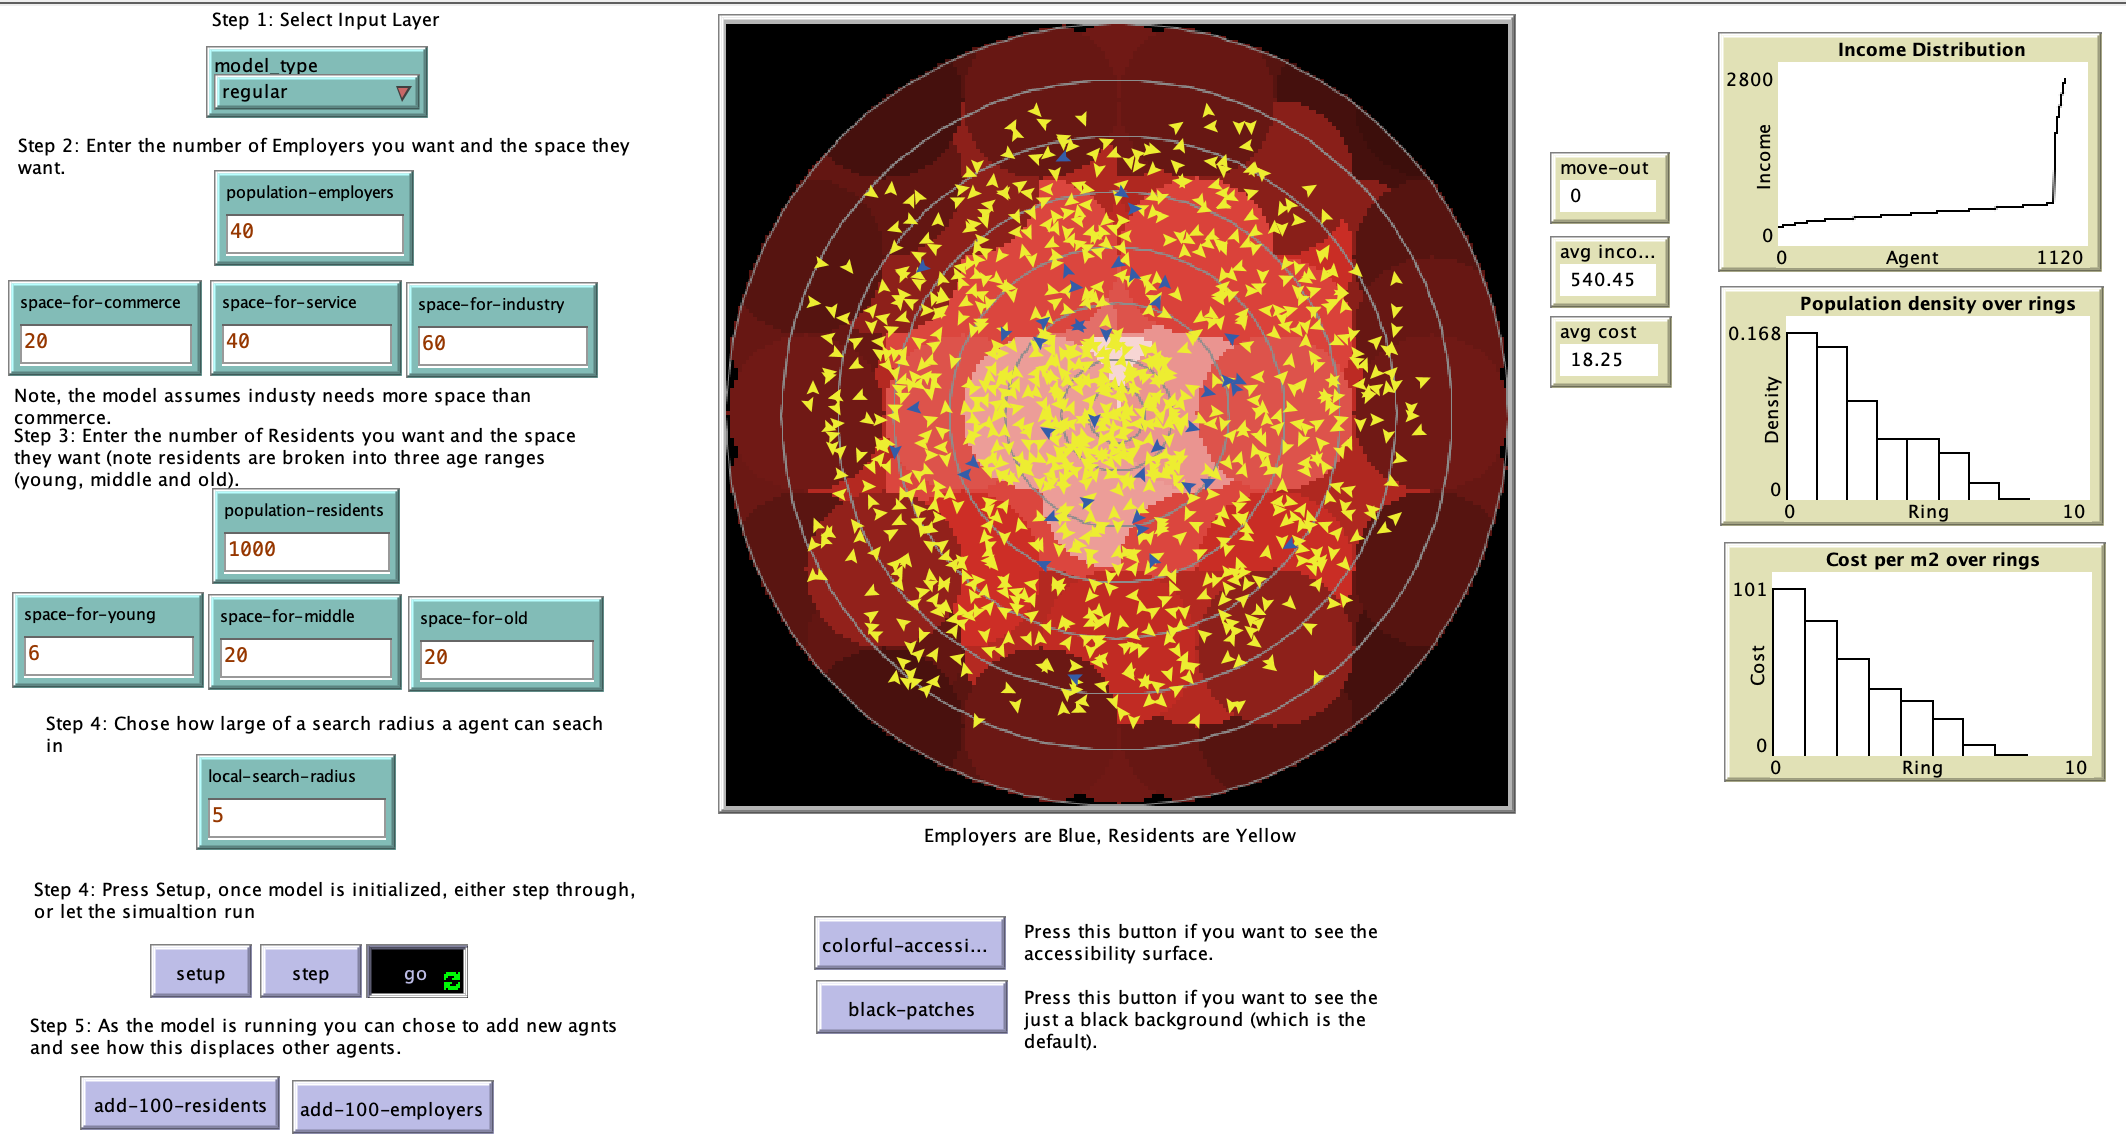 Step 1: Select Input Layer
model_type
regular
Step 2: Enter the number of Employers you want and the space they
want.
population-employers
40
space-for-commerce
20
space-for-service
40
space-for-industry
60
Note, the model assumes industy needs more space than
commerce.
Step 3: Enter the number of Residents you want and the space
they want (note residents are broken into three age ranges
(young, middle and old).
population-residents
1000
space-for-young
6
space-for-middle
20
space-for-old
20
Step 4: Chose how large of a search radius a agent can seach
in
local-search-radius
5
Step 4: Press Setup, once model is initialized, either step through,
or let the simualtion run
setup
step
go
Step 5: As the model is running you can chose to add new agnts
and see how this displaces other agents.
add-100-residents
add-100-employers
Employers are Blue, Residents are Yellow
colorful-accessi...
Press this button if you want to see the
accessibility surface.
black-patches
Press this button if you want to see the
just a black background (which is the
default).
move-out
0
avg inco...
540.45
avg cost
18.25
Income Distribution
2800
Income
0
0
Agent
1120
Population density over rings
0.168
Density
0
0
Ring
10
Cost per m2 over rings
101
Cost
0
0
Ring
10